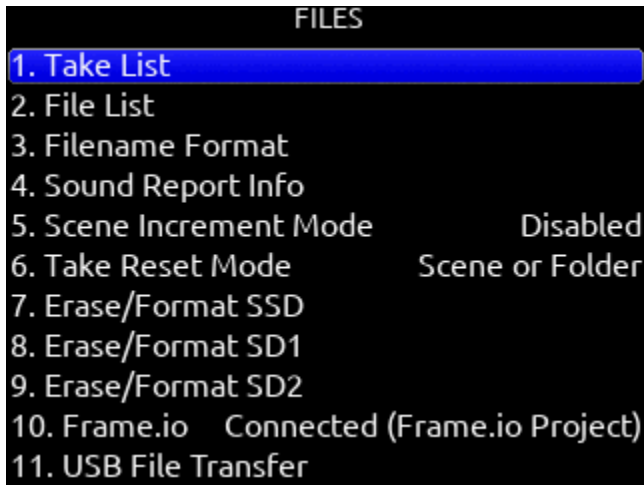 FILES
1. Take List
2. File List
3. Filename Format
4. Sound Report Info
5. Scene Increment Mode Disabled
6. Take Reset Mode Scene or Folder
7. Erase/Format SSD
8. Erase/Format SD1
9. Erase/Format SD2
10. Frame.io Connected (Frame.io Project)
11. USB File Transfer